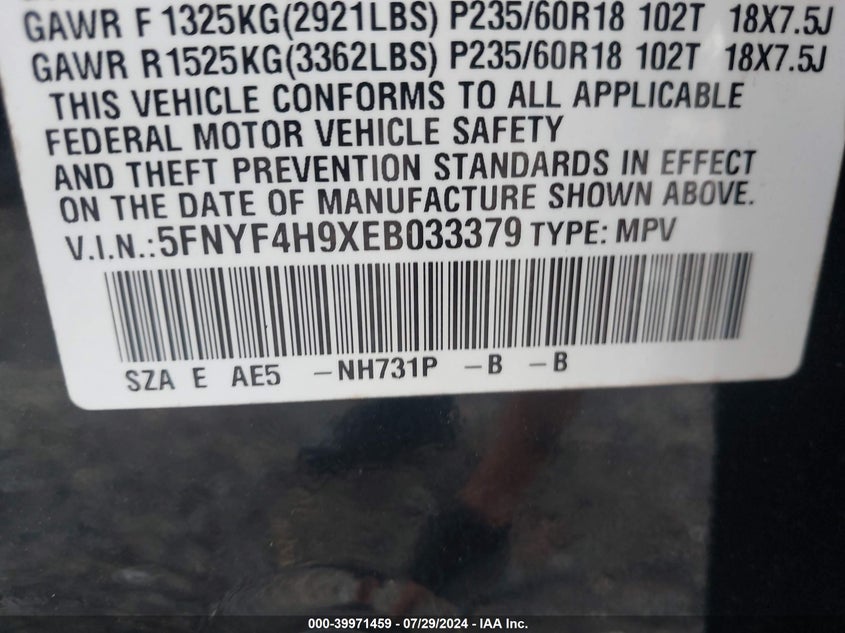 GAWR F 1325KG(2921LBS) P235/60R18 102T 18X7.5J
GAWR R1525KG(3362LBS) P235/60R18 102T 18X7.5J
THIS VEHICLE CONFORMS TO ALL APPLICABLE
FEDERAL MOTOR VEHICLE SAFETY
AND THEFT PREVENTION STANDARDS IN EFFECT
ON THE DATE OF MANUFACTURE SHOWN ABOVE.
V.I.N.:5FNYF4H9XEB033379 TYPE: MPV
SZA E AE5 -NH731P -B -B
000-39971459 - 07/29/2024 - IAA Inc.